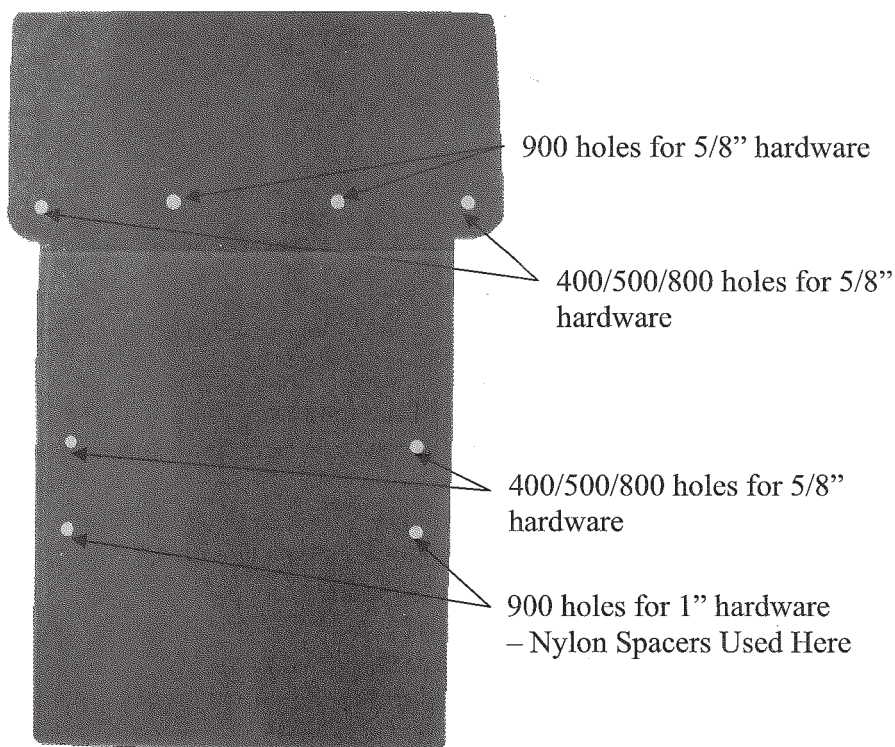 900 holes for 5/8” hardware
400/500/800 holes for 5/8”
hardware
400/500/800 holes for 5/8”
hardware
900 holes for 1” hardware
– Nylon Spacers Used Here